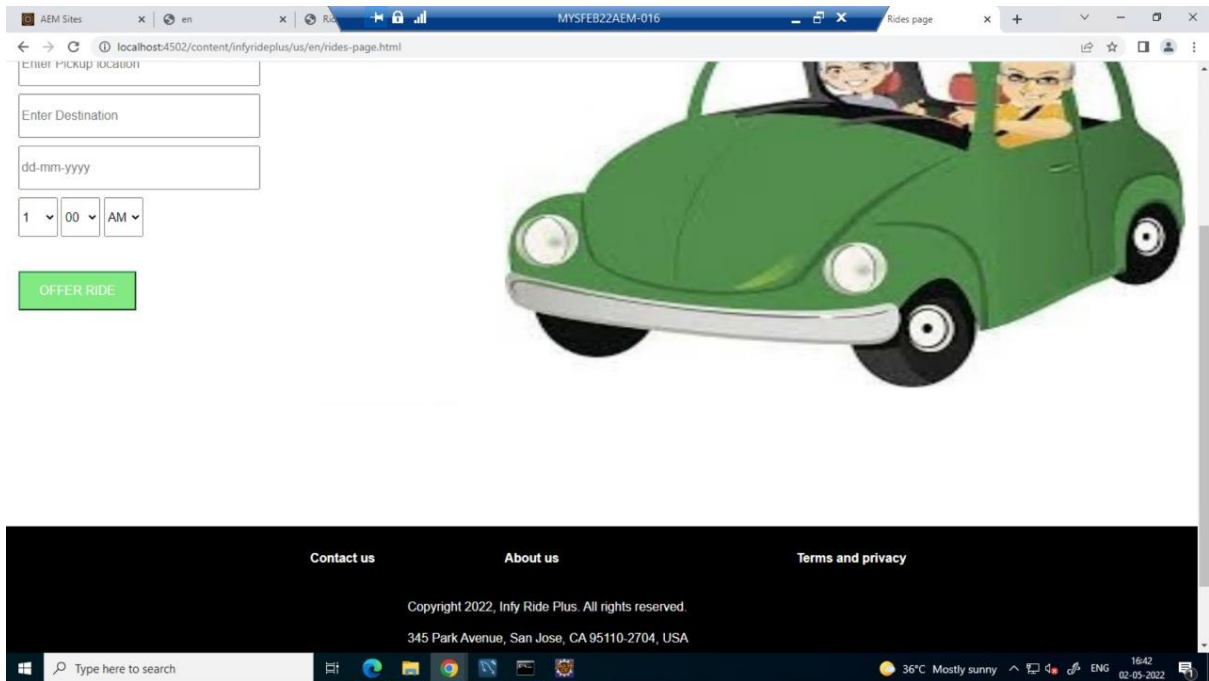 AEM Sites
en
MYSFEB22AEM-016
Rides page
localhost:4502/content/infyrideplus/us/en/rides-page.html
Enter Pickup location
Enter Destination
dd-mm-yyyy
1 00 AM
OFFER RIDE
Contact us About us Terms and privacy
Copyright 2022, Infy Ride Plus. All rights reserved.
345 Park Avenue, San Jose, CA 95110-2704, USA
Type here to search
36°C Mostly sunny
ENG
16:42
02-05-2022